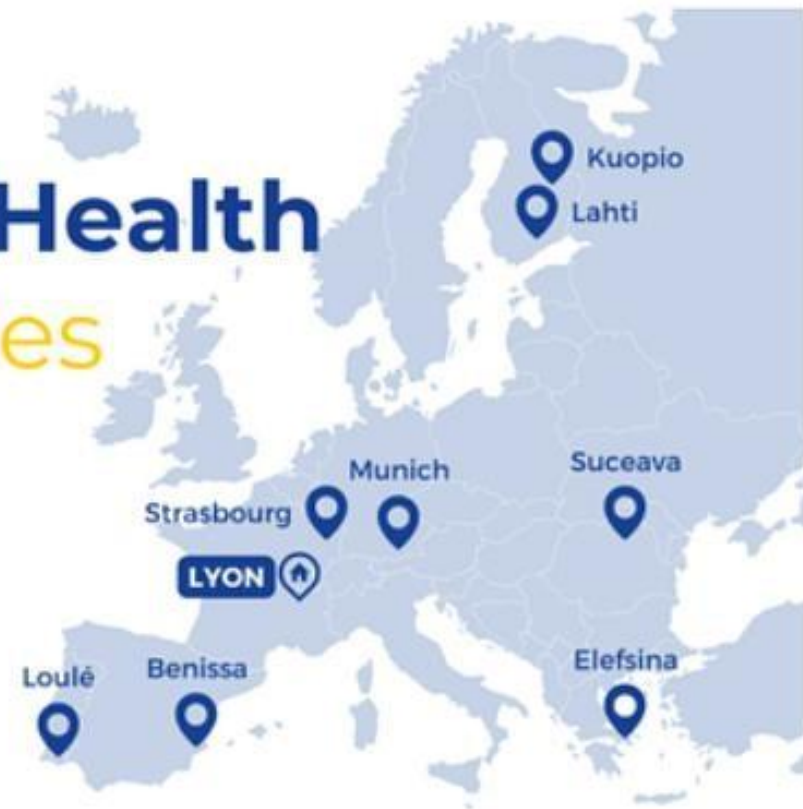 Health
es
Kuopio
Lahti
Munich
Suceava
Strasbourg
LYON
Elefsina
Loulé
Benissa